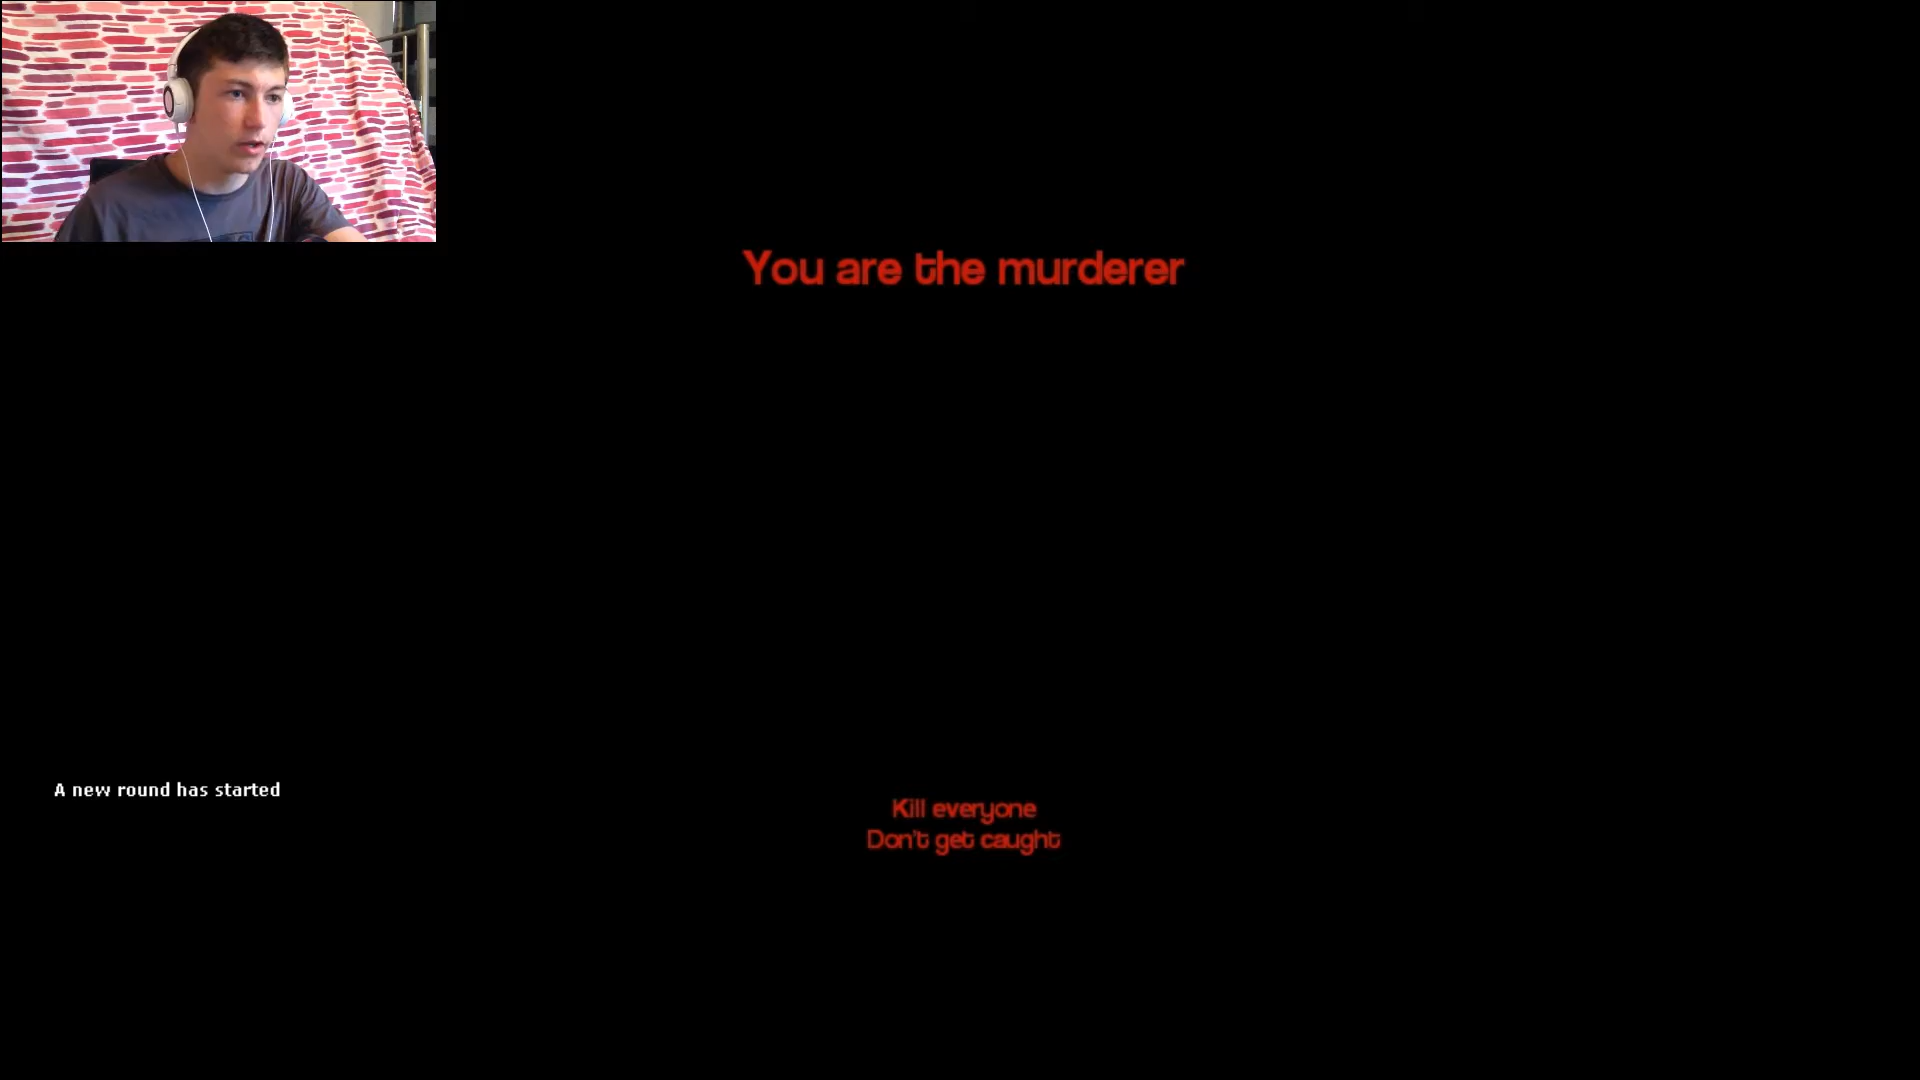 You are the murderer
A new round has started
Kill everyone
Don't get caught